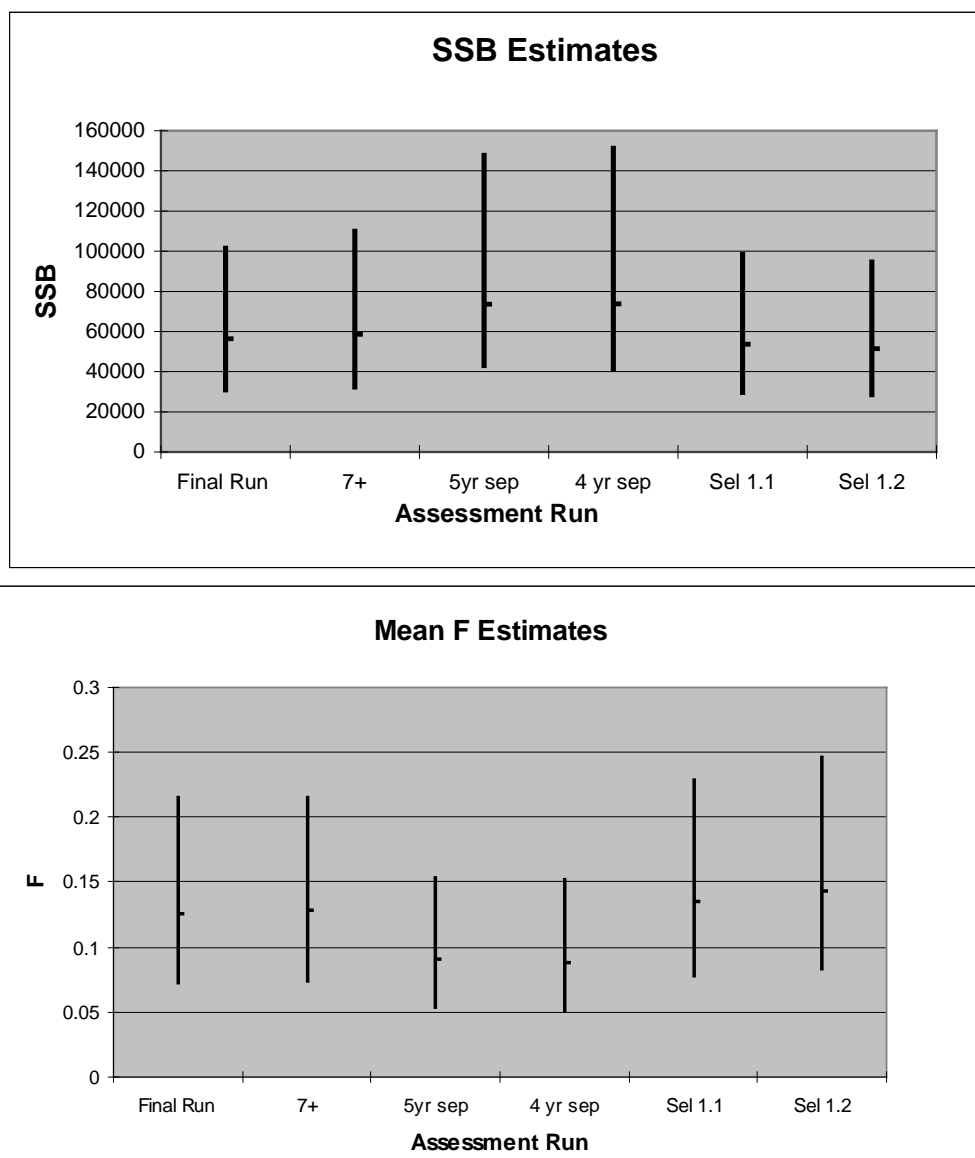 SSB Estimates
160000
140000
120000
100000
80000
60000
40000
20000
0
SSB
Final Run 7+ 5yr sep 4 yr sep Sel 1.1 Sel 1.2
Assessment Run
Mean F Estimates
0.3
0.25
0.2
0.15
0.1
0.05
0
F
Final Run 7+ 5yr sep 4 yr sep Sel 1.1 Sel 1.2
Assessment Run